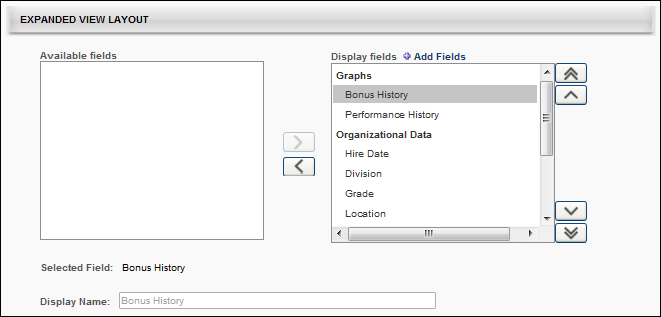 EXPANDED VIEW LAYOUT
Available fields
Display fields Add Fields
Graphs
Bonus History
Performance History
Organizational Data
Hire Date
Division
Grade
Location
Selected Field: Bonus History
Display Name: Bonus History